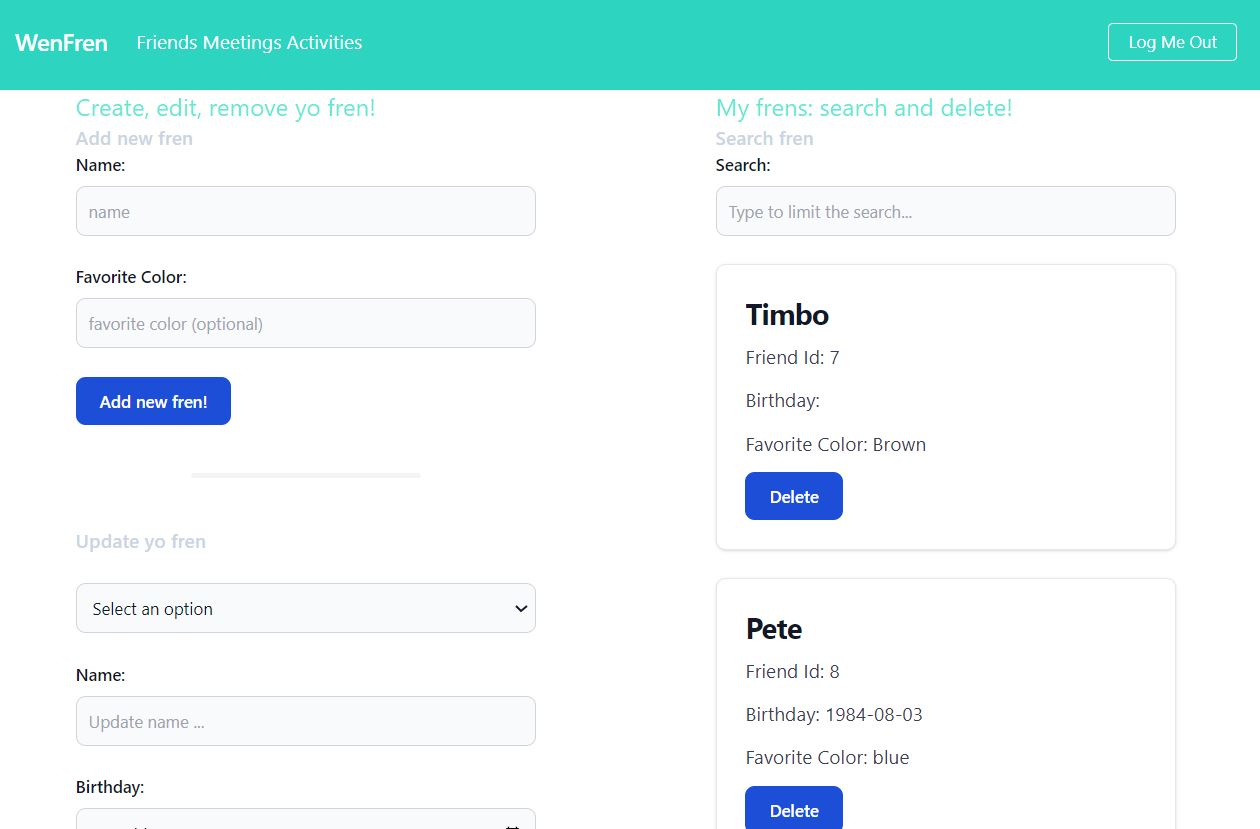 WenFren Friends Meetings Activities Log Me Out
Create, edit, remove yo fren!
Add new fren
Name:
name
Favorite Color:
favorite color (optional)
Add new fren!
Update yo fren
Select an option
Name:
Update name ...
Birthday:
My frens: search and delete!
Search fren
Search:
Type to limit the search...
Timbo
Friend Id: 7
Birthday:
Favorite Color: Brown
Delete
Pete
Friend Id: 8
Birthday: 1984-08-03
Favorite Color: blue
Delete